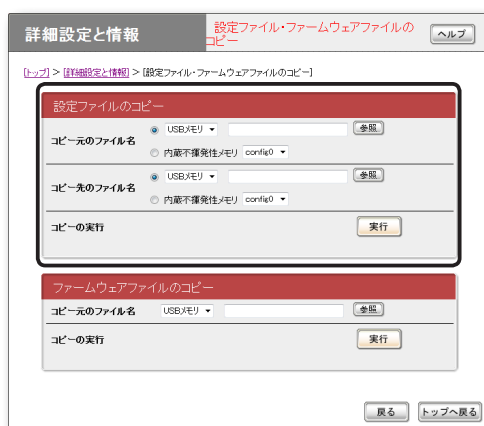 詳細設定と情報
設定ファイル・ファームウェアファイルの
コピー
ヘルプ
[トップ] > [詳細設定と情報] > [設定ファイル・ファームウェアファイルのコピー]
設定ファイルのコピー
コピー元のファイル名
USBメモリ
参照
内蔵不揮発性メモリ config0
コピー先のファイル名
USBメモリ
参照
内蔵不揮発性メモリ config0
コピーの実行
実行
ファームウェアファイルのコピー
コピー元のファイル名 USBメモリ 参照
コピーの実行
実行
戻る トップへ戻る